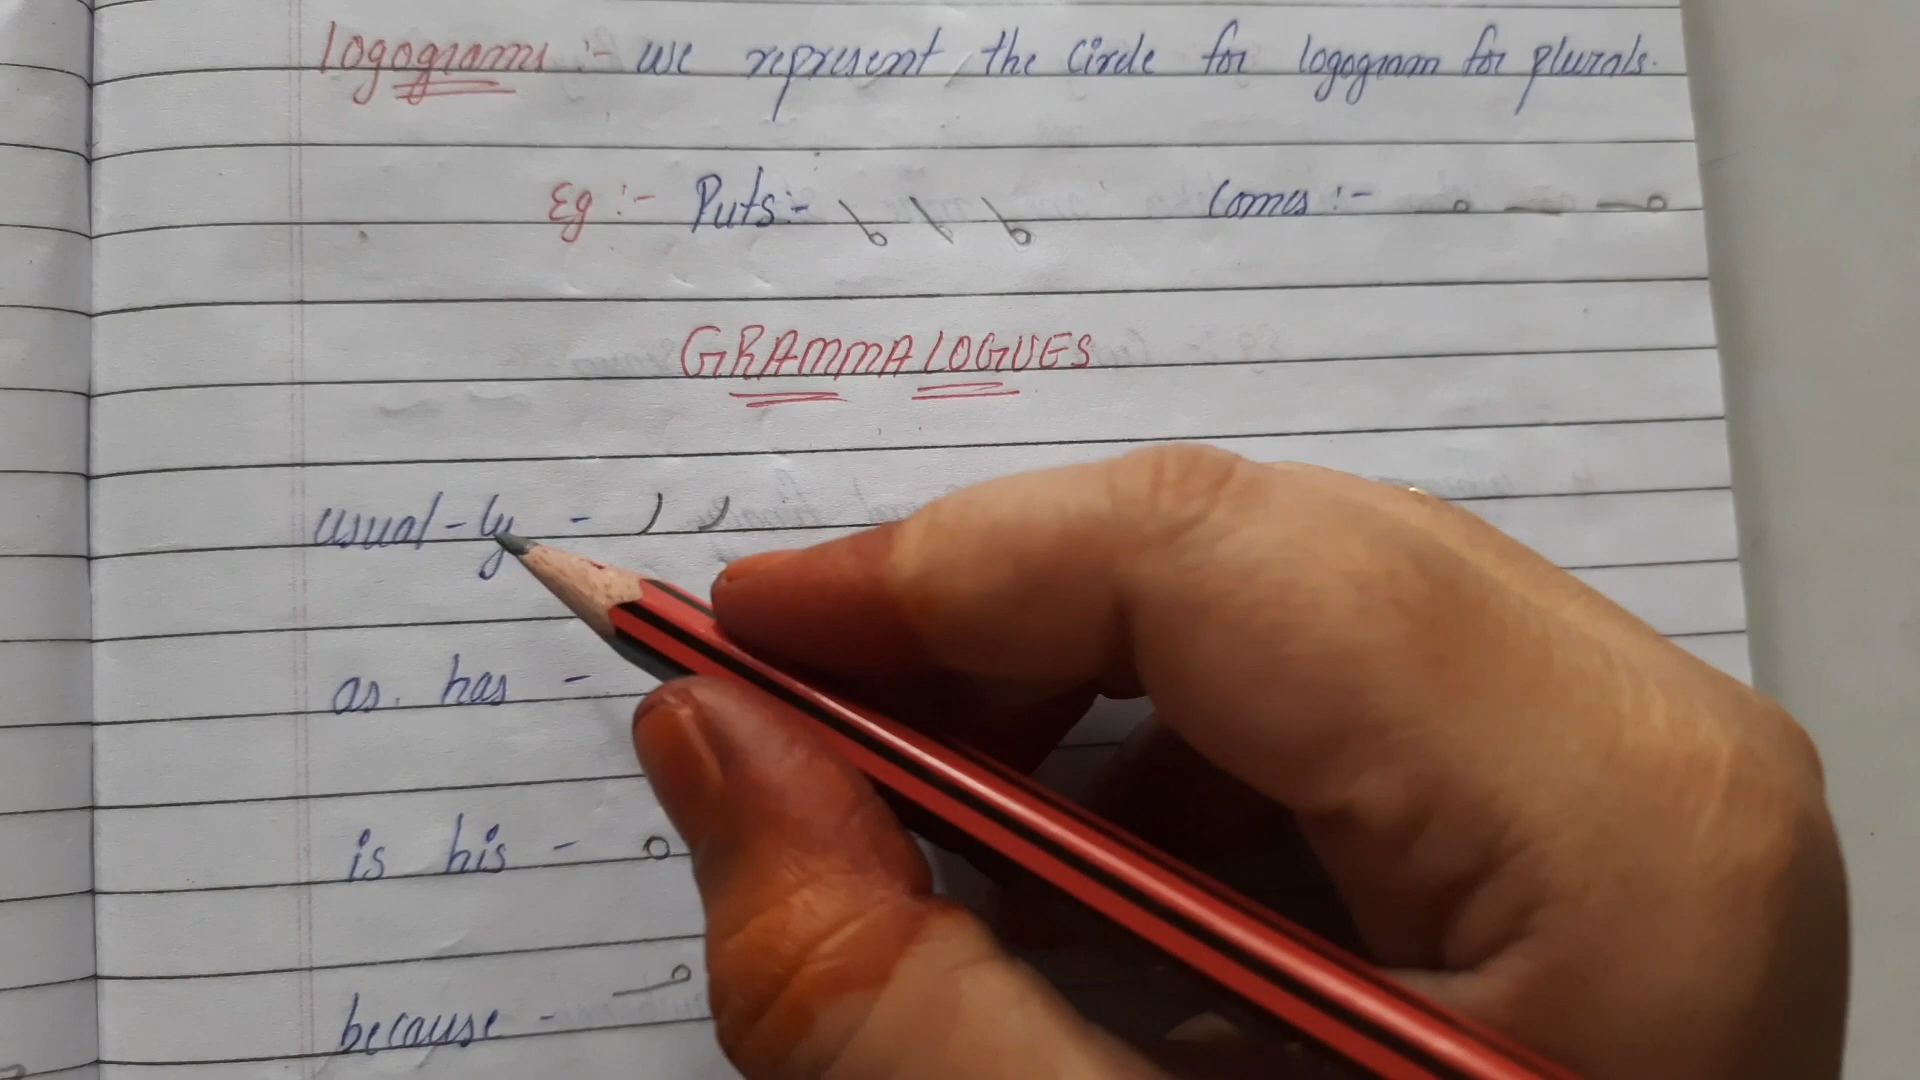 Logograms :- we represent the Circle for logogram for plurals.
Eg :- Puts:- Comes :-
GRAMMALOGUES
usual-ly -
as. has -
is his -
because -